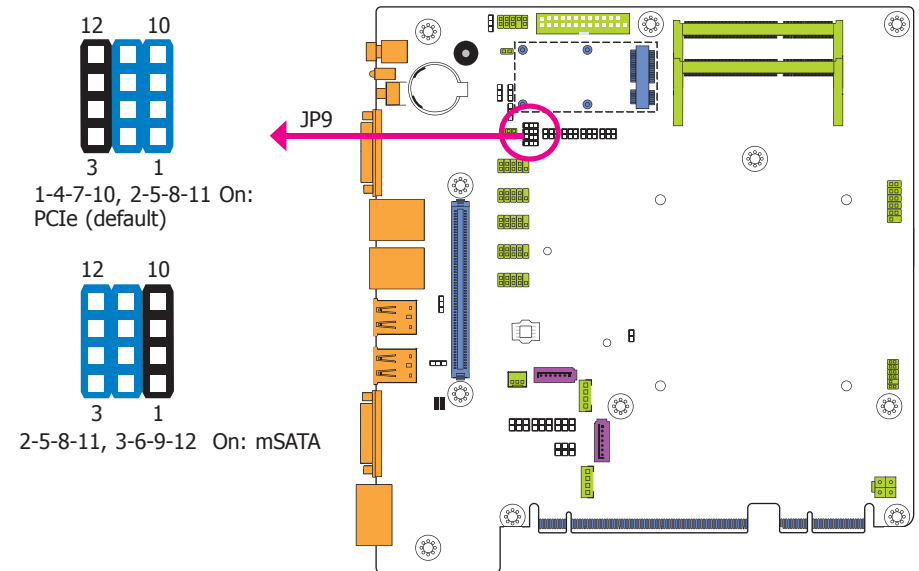 12 10
JP9
3 1
1-4-7-10, 2-5-8-11 On:
PCIe (default)
12 10
3 1
2-5-8-11, 3-6-9-12 On: mSATA